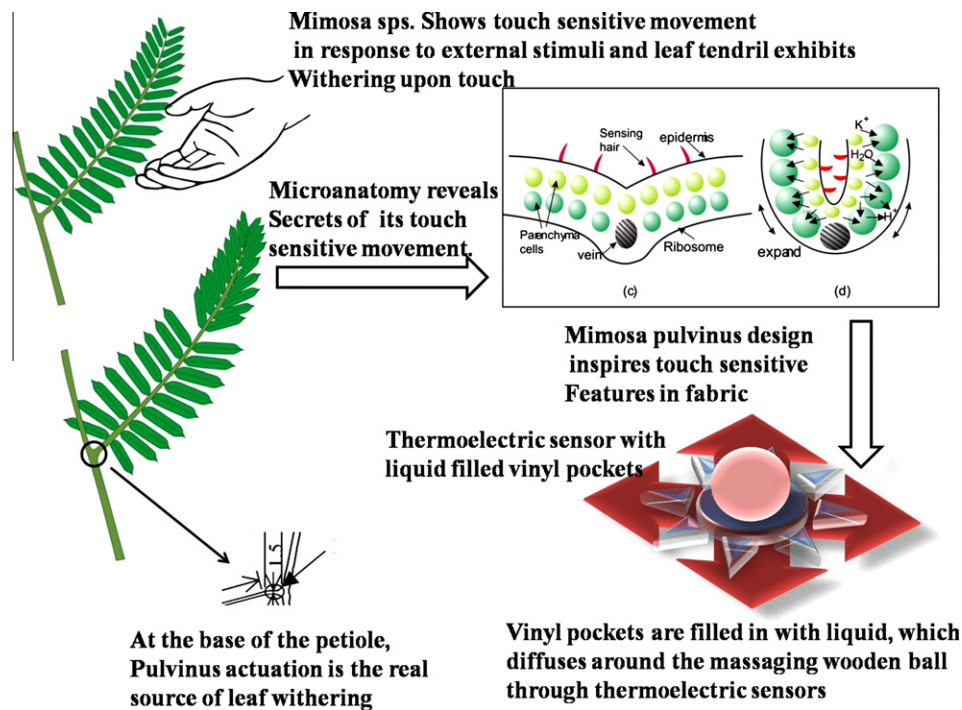 Mimosa sps. Shows touch sensitive movement
in response to external stimuli and leaf tendril exhibits
Withering upon touch
Microanatomy reveals
Secrets of its touch
sensitive movement.
Sensing
hair
epidermis
Parenchyma
cells
vein
Ribosome
(c)
K+
H2O
H+
expand
(d)
Mimosa pulvinus design
inspires touch sensitive
Features in fabric
Thermoelectric sensor with
liquid filled vinyl pockets
1.5
At the base of the petiole,
Pulvinus actuation is the real
source of leaf withering
Vinyl pockets are filled in with liquid, which
diffuses around the massaging wooden ball
through thermoelectric sensors